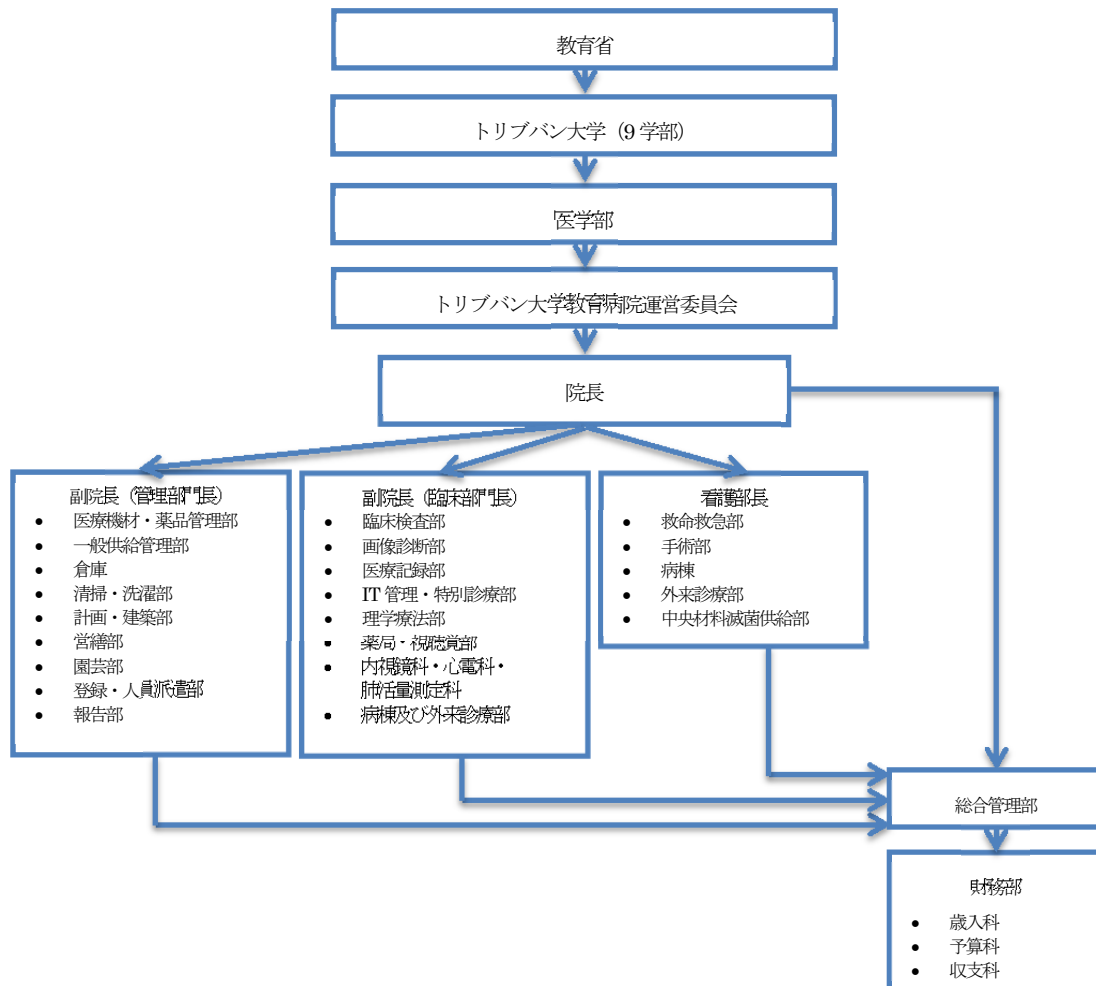 教育省
トリブバン大学（9 学部）
医学部
トリブバン大学教育病院運営委員会
院長
副院長（管理部門長）
● 医療機材・薬品管理部
● 一般供給管理部
● 倉庫
● 清掃・洗濯部
● 計画・建築部
● 営繕部
● 園芸部
● 登録・人員派遣部
● 報告部
副院長（臨床部門長）
● 臨床検査部
● 画像診断部
● 医療記録部
● IT 管理・特別診療部
● 理学療法部
● 薬局・視聴覚部
● 内視鏡科・心電科・
肺活量測定科
● 病棟及び外来診療部
看護部長
● 救命救急部
● 手術部
● 病棟
● 外来診療部
● 中央材料滅菌供給部
総合管理部
財務部
● 歳入科
● 予算科
● 収支科